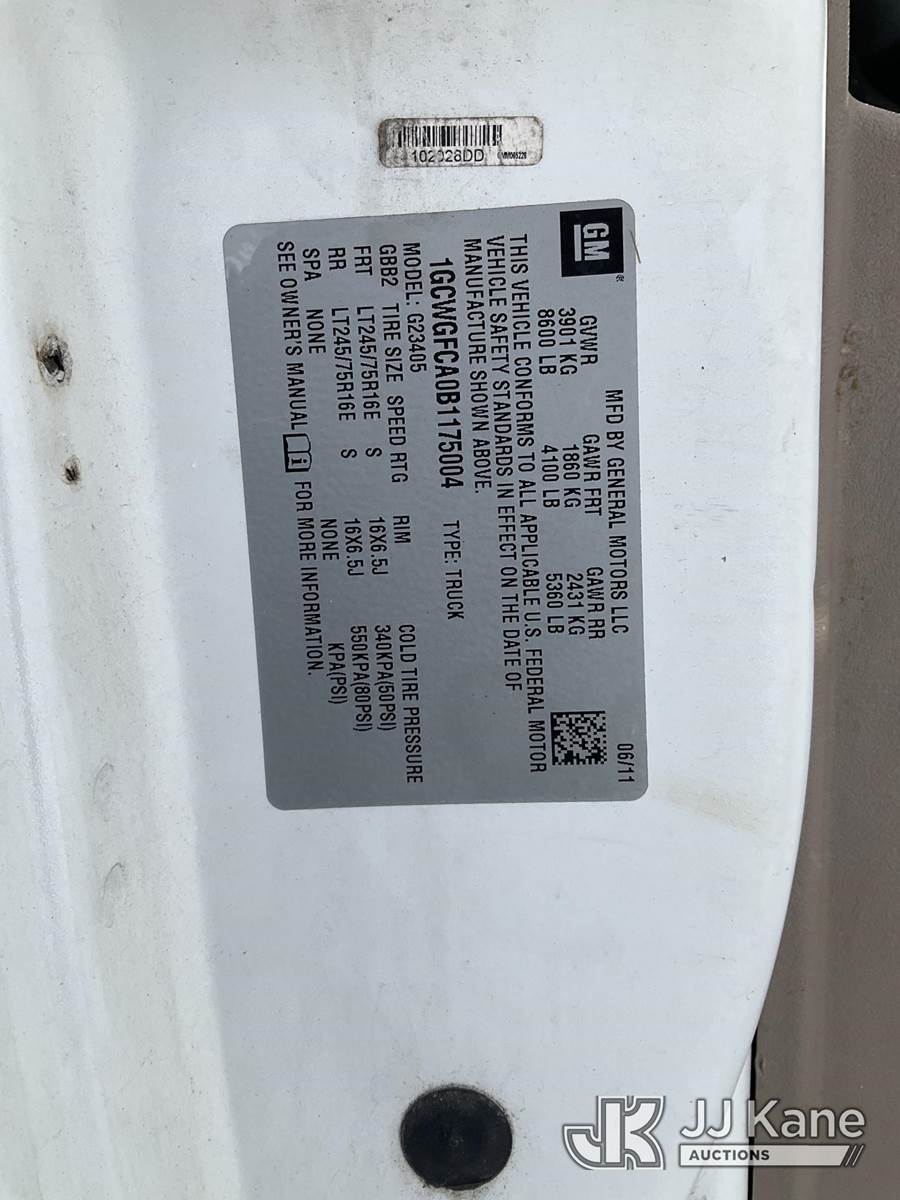 102028DD
GM
®
MFD BY GENERAL MOTORS LLC 06/11
GVWR GAWR FRT GAWR RR
3901 KG 1860 KG 2431 KG
8600 LB 4100 LB 5360 LB
THIS VEHICLE CONFORMS TO ALL APPLICABLE U.S. FEDERAL MOTOR
VEHICLE SAFETY STANDARDS IN EFFECT ON THE DATE OF
MANUFACTURE SHOWN ABOVE.
1GCWGFCA0B1175004 TYPE: TRUCK
MODEL: G23405
GBB2 TIRE SIZE SPEED RTG RIM COLD TIRE PRESSURE
FRT LT245/75R16E S 16X6.5J 340KPA(50PSI)
RR LT245/75R16E S 16X6.5J 550KPA(80PSI)
SPA NONE NONE KPA(PSI)
SEE OWNER'S MANUAL i FOR MORE INFORMATION.
JK JJ Kane
AUCTIONS